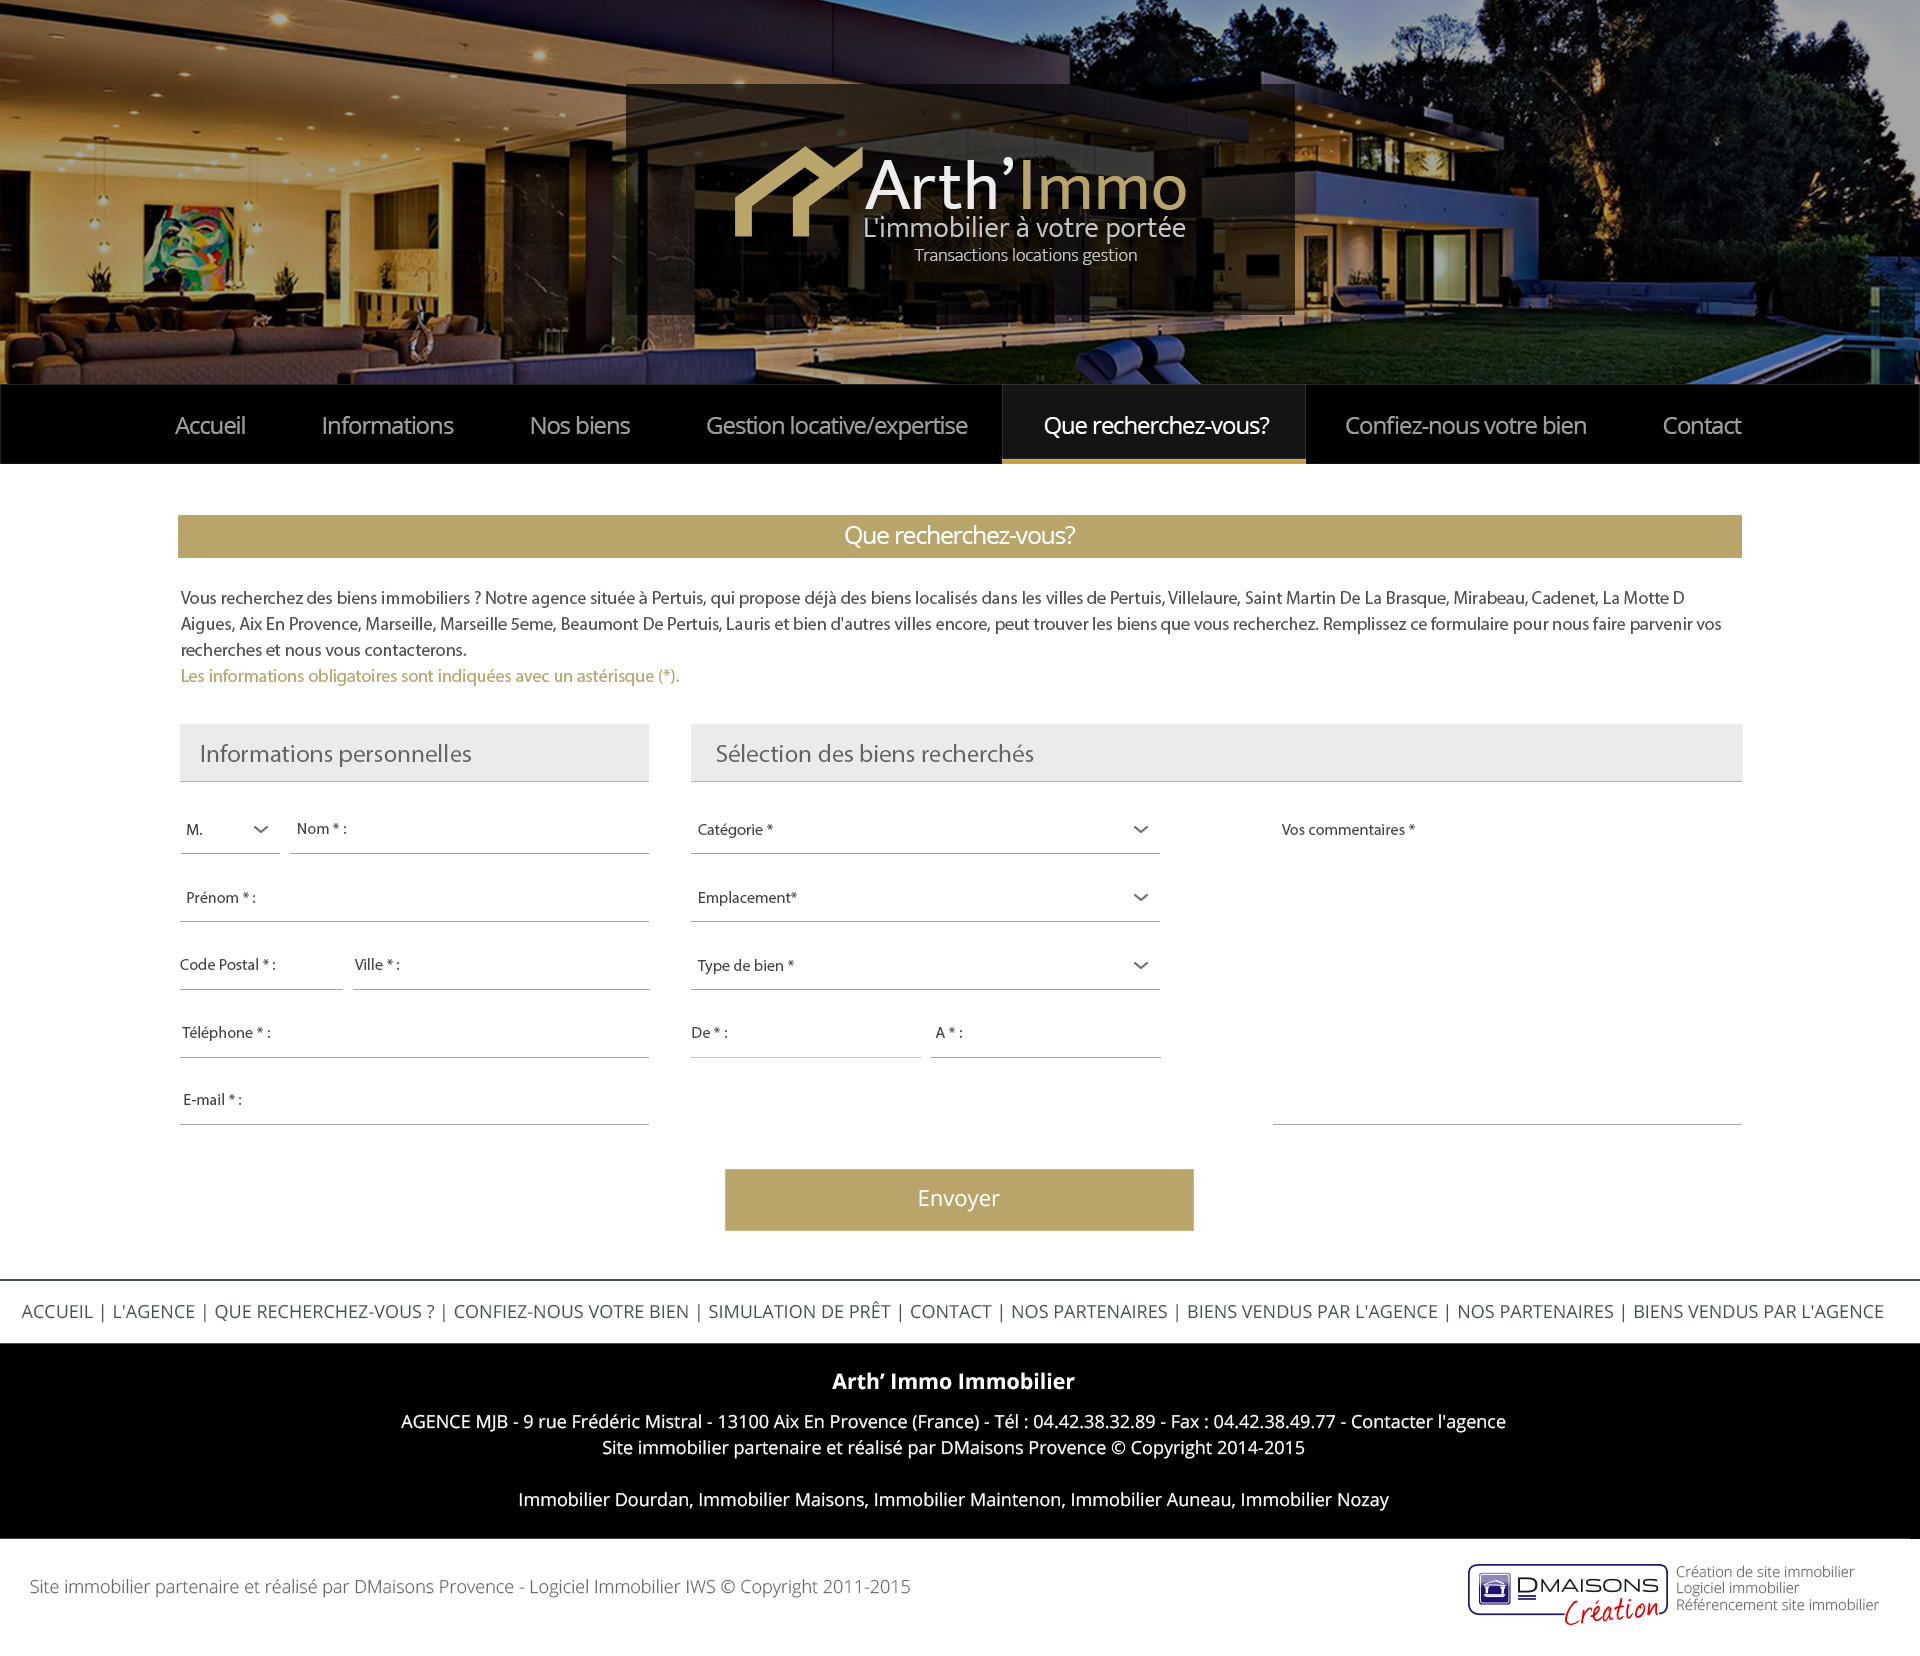 Arth’Immo
L'immobilier à votre portée
Transactions locations gestion
Accueil Informations Nos biens Gestion locative/expertise Que recherchez-vous? Confiez-nous votre bien Contact
Que recherchez-vous?
Vous recherchez des biens immobiliers ? Notre agence située à Pertuis, qui propose déjà des biens localisés dans les villes de Pertuis, Villelaure, Saint Martin De La Brasque, Mirabeau, Cadenet, La Motte D
Aigues, Aix En Provence, Marseille, Marseille 5eme, Beaumont De Pertuis, Lauris et bien d'autres villes encore, peut trouver les biens que vous recherchez. Remplissez ce formulaire pour nous faire parvenir vos
recherches et nous vous contacterons.
Les informations obligatoires sont indiquées avec un astérisque (*).
Informations personnelles
M.
Nom * :
Prénom * :
Code Postal * :
Ville * :
Téléphone * :
E-mail * :
Sélection des biens recherchés
Catégorie *
Emplacement*
Type de bien *
De * :
A * :
Vos commentaires *
Envoyer
ACCUEIL | L'AGENCE | QUE RECHERCHEZ-VOUS ? | CONFIEZ-NOUS VOTRE BIEN | SIMULATION DE PRÊT | CONTACT | NOS PARTENAIRES | BIENS VENDUS PAR L'AGENCE | NOS PARTENAIRES | BIENS VENDUS PAR L'AGENCE
Arth’ Immo Immobilier
AGENCE MJB - 9 rue Frédéric Mistral - 13100 Aix En Provence (France) - Tél : 04.42.38.32.89 - Fax : 04.42.38.49.77 - Contacter l'agence
Site immobilier partenaire et réalisé par DMaisons Provence © Copyright 2014-2015
Immobilier Dourdan, Immobilier Maisons, Immobilier Maintenon, Immobilier Auneau, Immobilier Nozay
Site immobilier partenaire et réalisé par DMaisons Provence - Logiciel Immobilier IWS © Copyright 2011-2015
DMAISONS
Création
Création de site immobilier
Logiciel immobilier
Référencement site immobilier